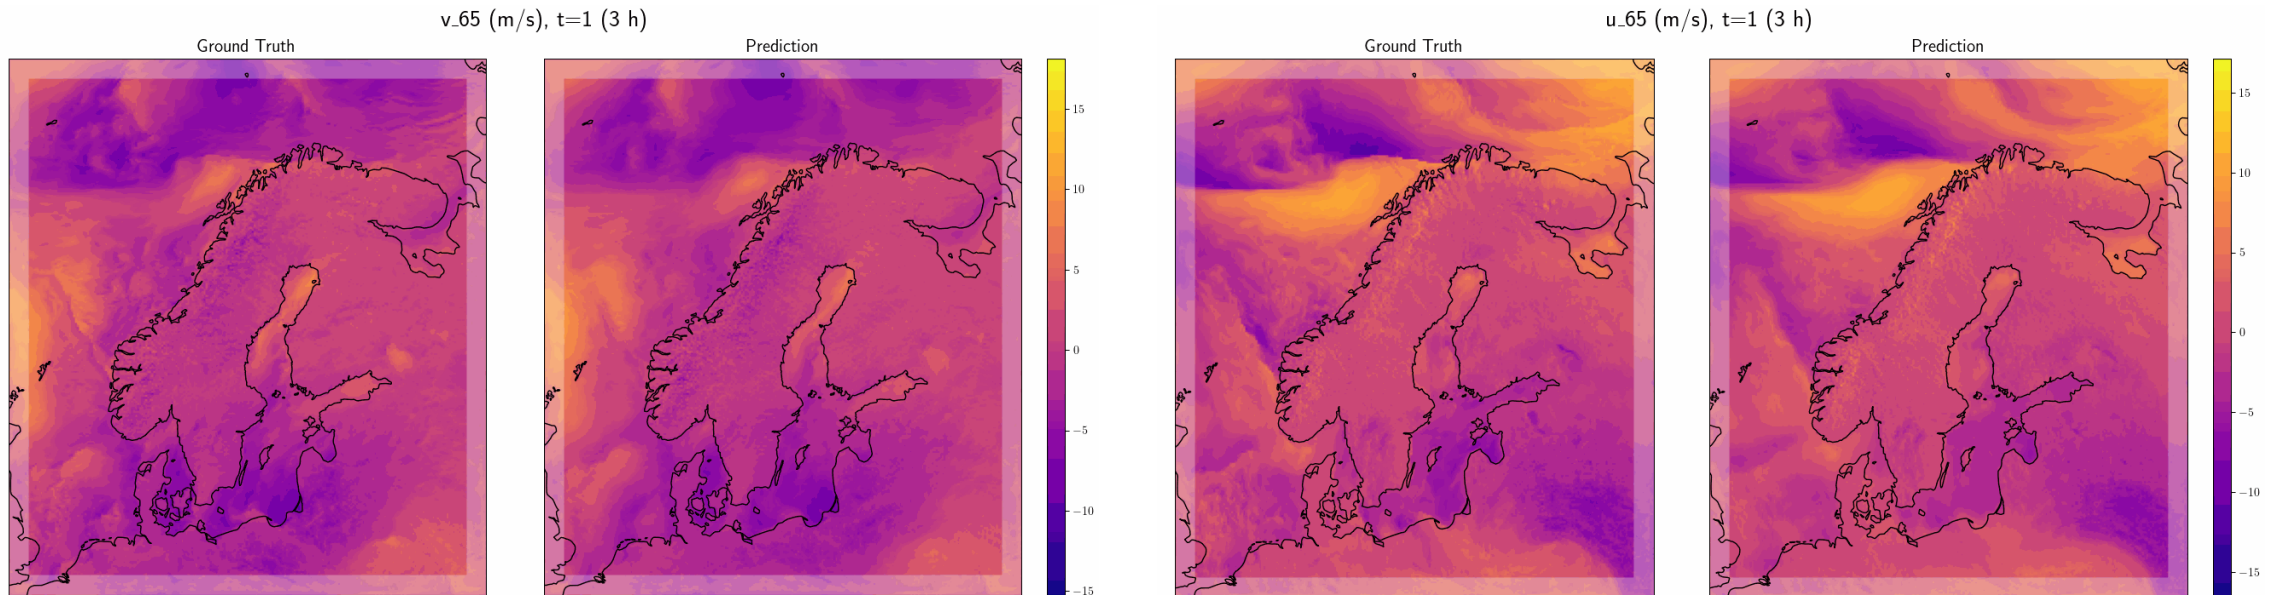 v_65 (m/s), t=1 (3 h)
Ground Truth
Prediction
15
10
5
0
−5
−10
−15
u_65 (m/s), t=1 (3 h)
Ground Truth
Prediction
15
10
5
0
−5
−10
−15